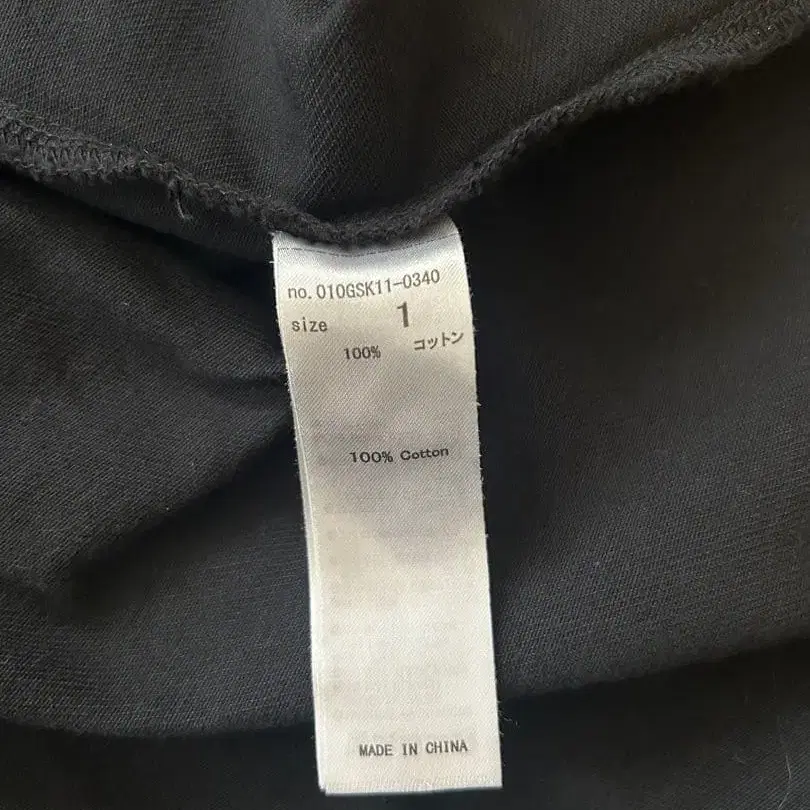 no. 010GSK11-0340
size 1
100% コットン
100% Cotton
MADE IN CHINA